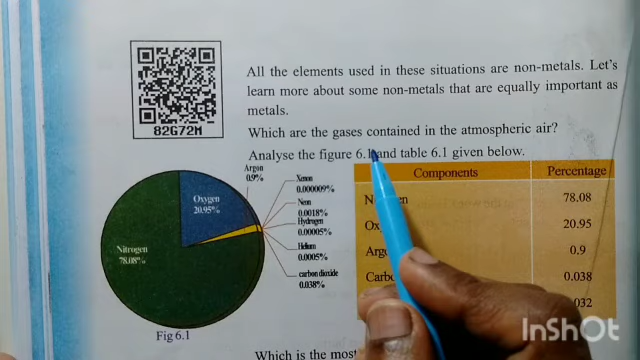 82G72M
All the elements used in these situations are non-metals. Let's
learn more about some non-metals that are equally important as
metals.
Which are the gases contained in the atmospheric air?
Analyse the figure 6.1 and table 6.1 given below.
Argon
0.9%
Xenon
0.000009%
Oxygen
20.95%
Neon
0.0018%
Hydrogen
0.00005%
Nitrogen
78.08%
Helium
0.0005%
carbon dioxide
0.038%
Fig 6.1
Components Percentage
78.08
20.95
0.9
0.038
032
Which is the most
InShOt